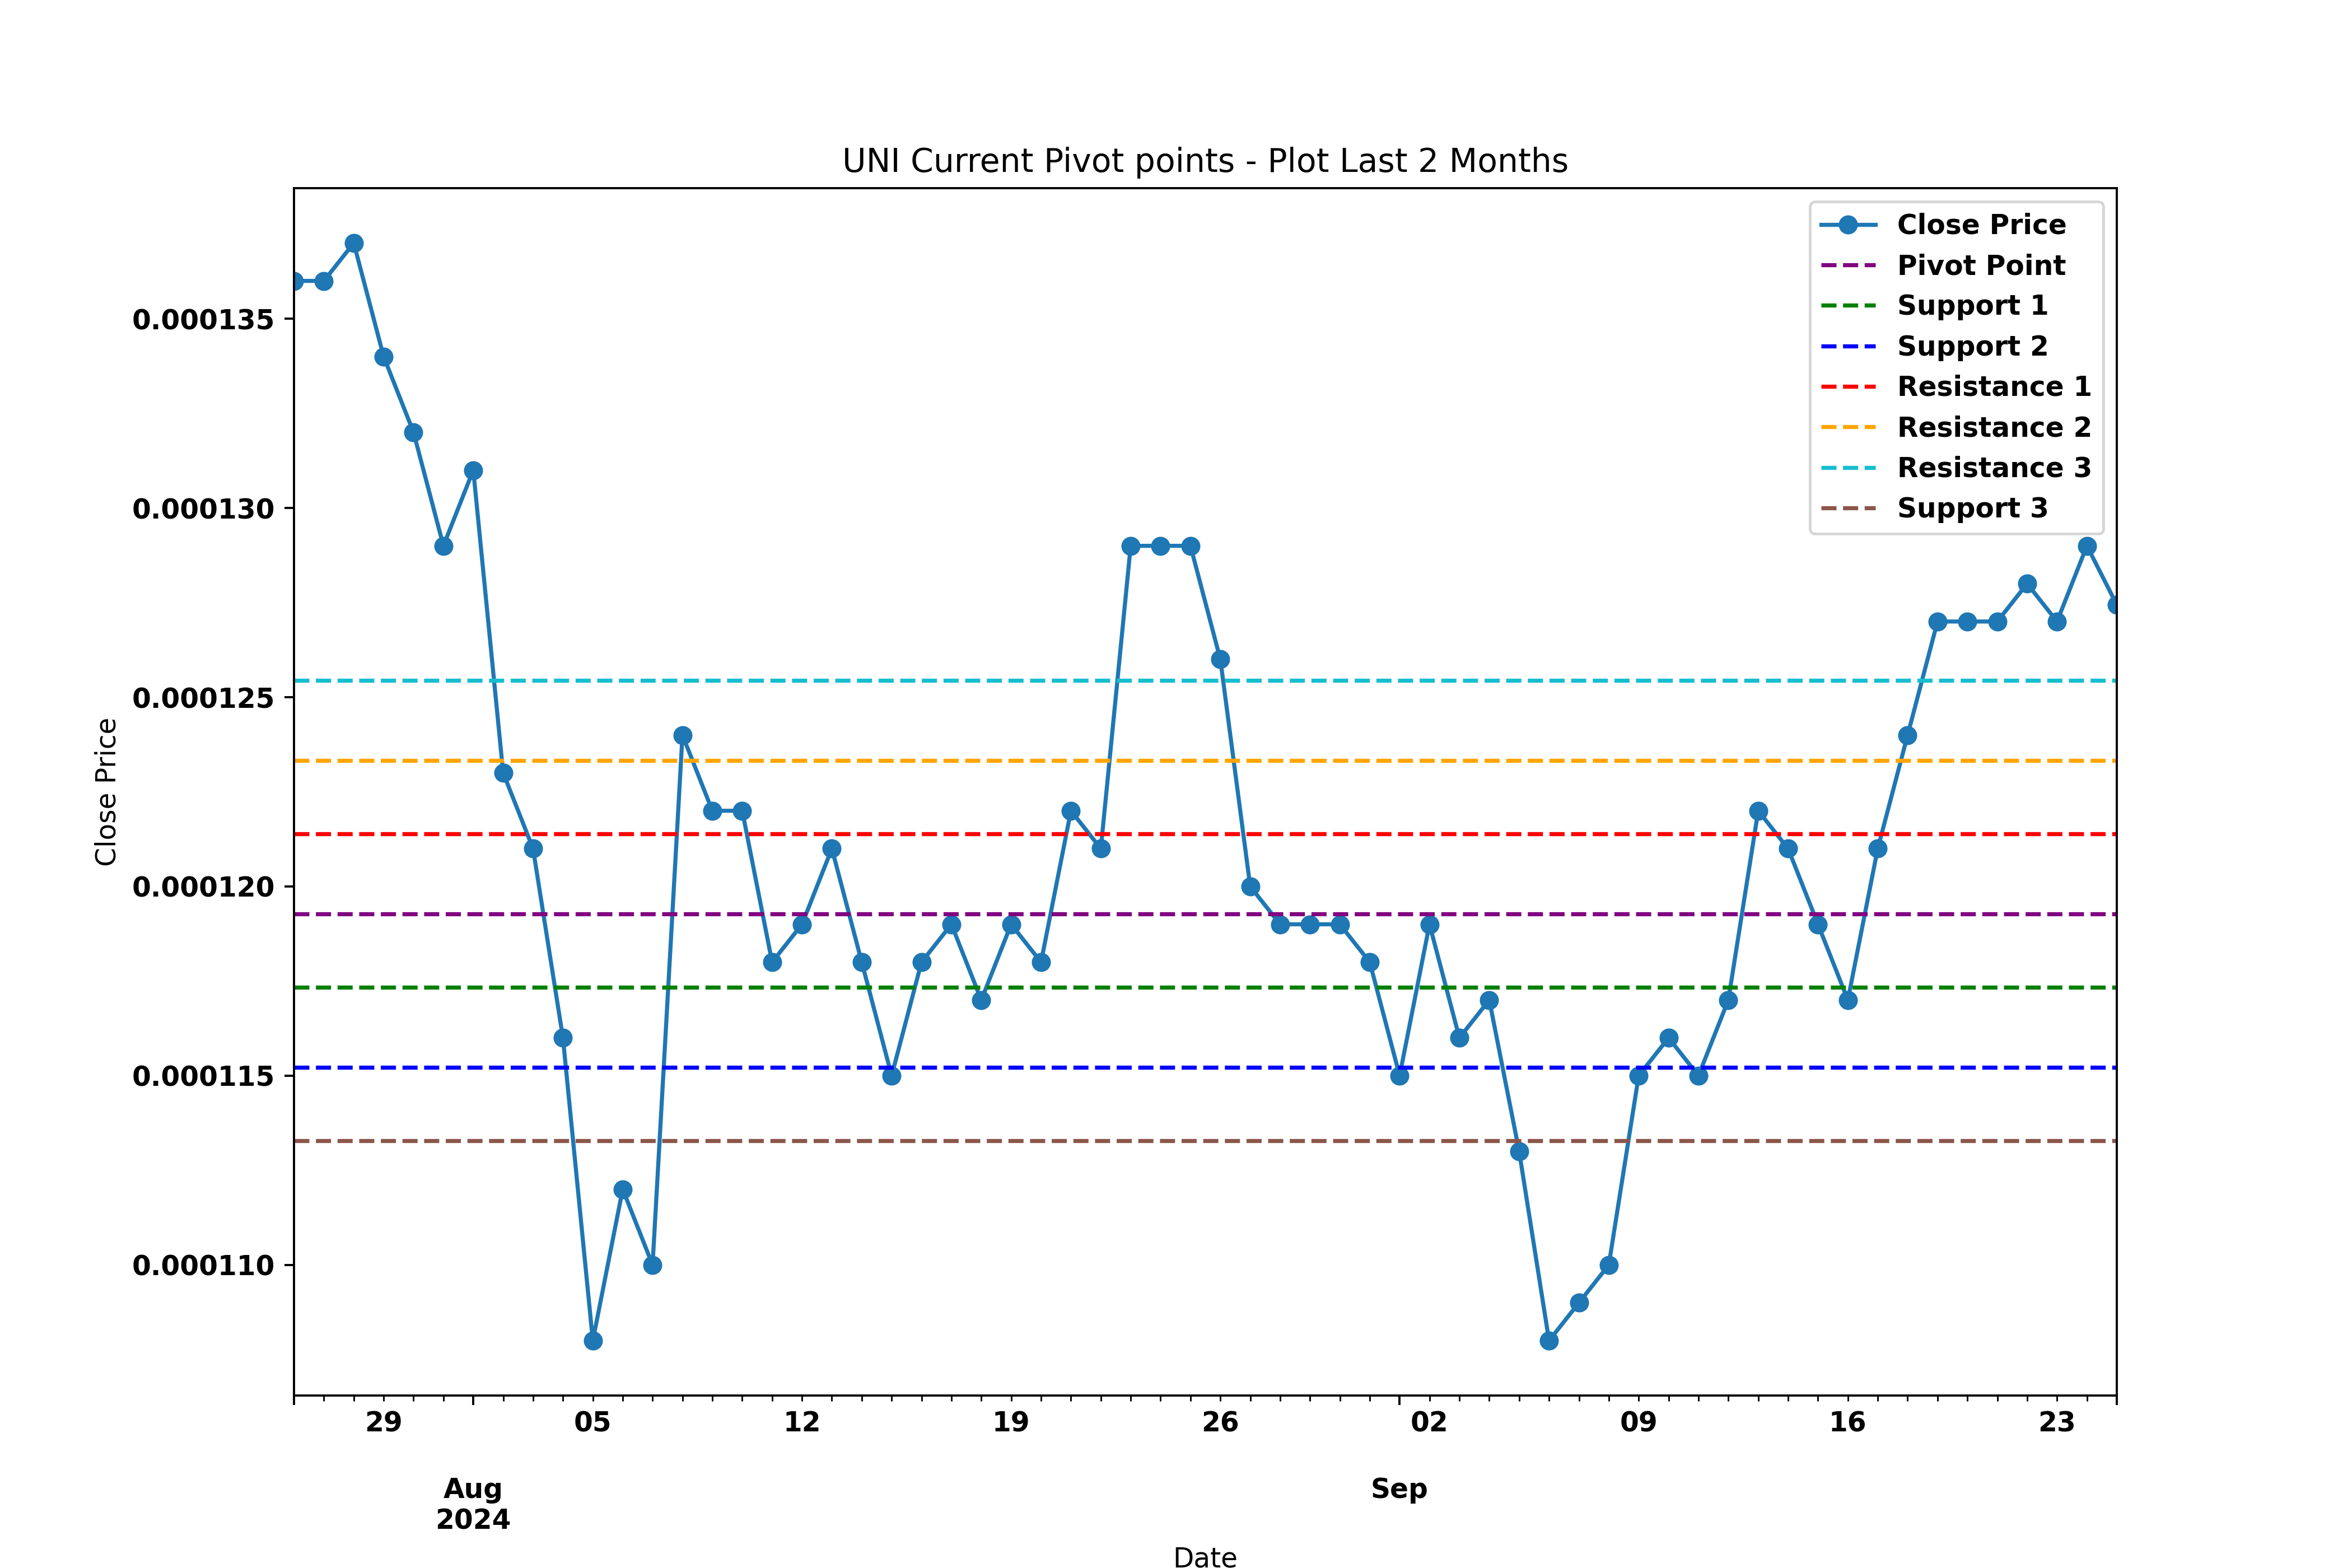 UNI Current Pivot points - Plot Last 2 Months
Close Price
Pivot Point
Support 1
Support 2
Resistance 1
Resistance 2
Resistance 3
Support 3
0.000135
0.000130
0.000125
0.000120
0.000115
0.000110
Close Price
29 05 12 19 26 02 09 16 23
Aug Sep
2024
Date